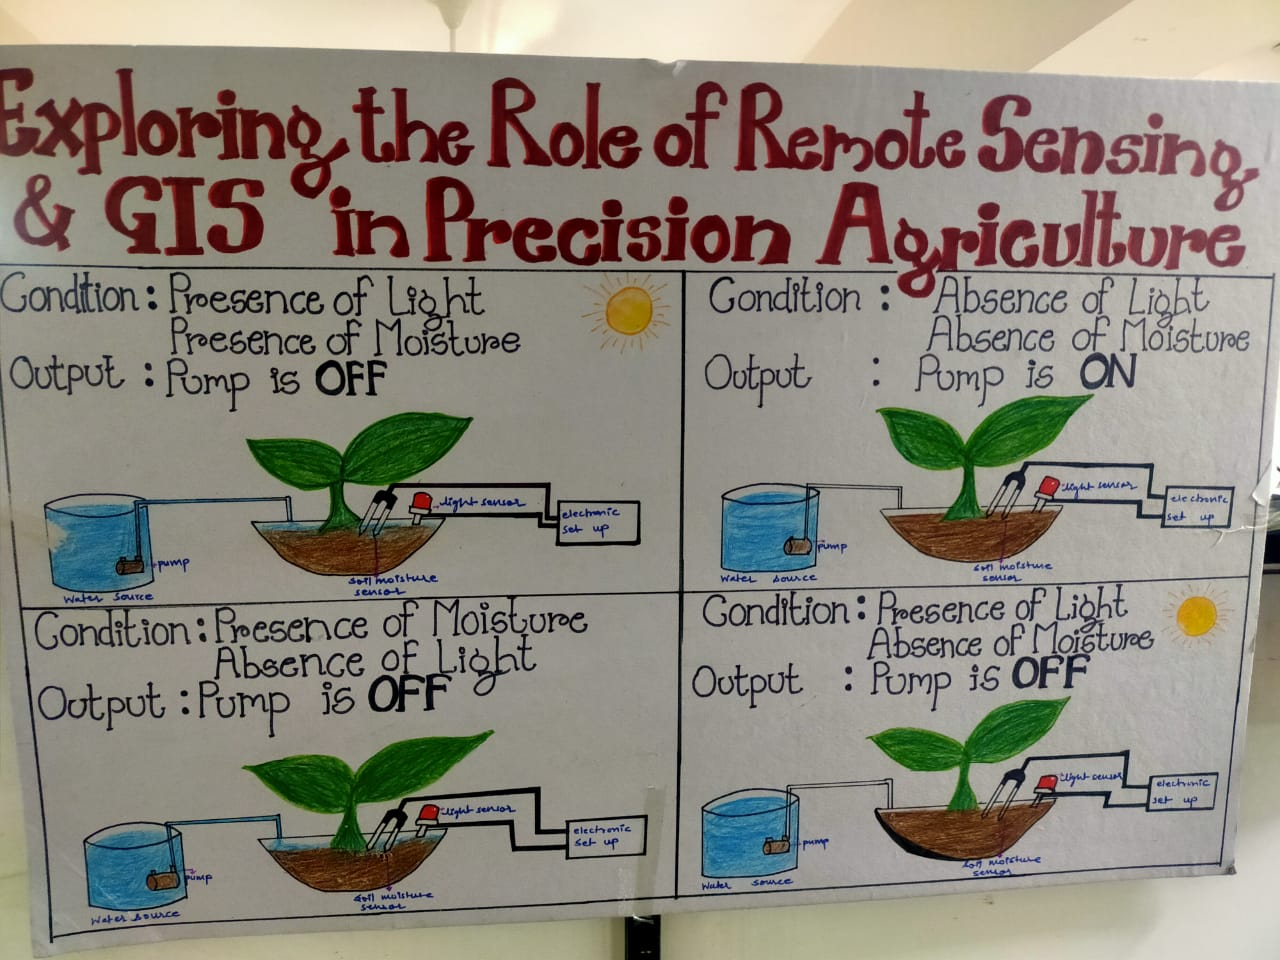 Exploring the Role of Remote Sensing
& GIS in Precision Agriculture
Condition : Presence of Light
Presence of Moisture
Output : Pump is OFF
light sensor
electronic
set up
pump
Water Source
soil moisture
sensor
Condition : Absence of Light
Absence of Moisture
Output : Pump is ON
light sensor
electronic
set up
pump
Water Source
soil moisture
sensor
Condition : Presence of Moisture
Absence of Light
Output : Pump is OFF
light sensor
electronic
set up
pump
Water Source
soil moisture
sensor
Condition : Presence of Light
Absence of Moisture
Output : Pump is OFF
light sensor
electronic
set up
pump
Water Source
soil moisture
sensor